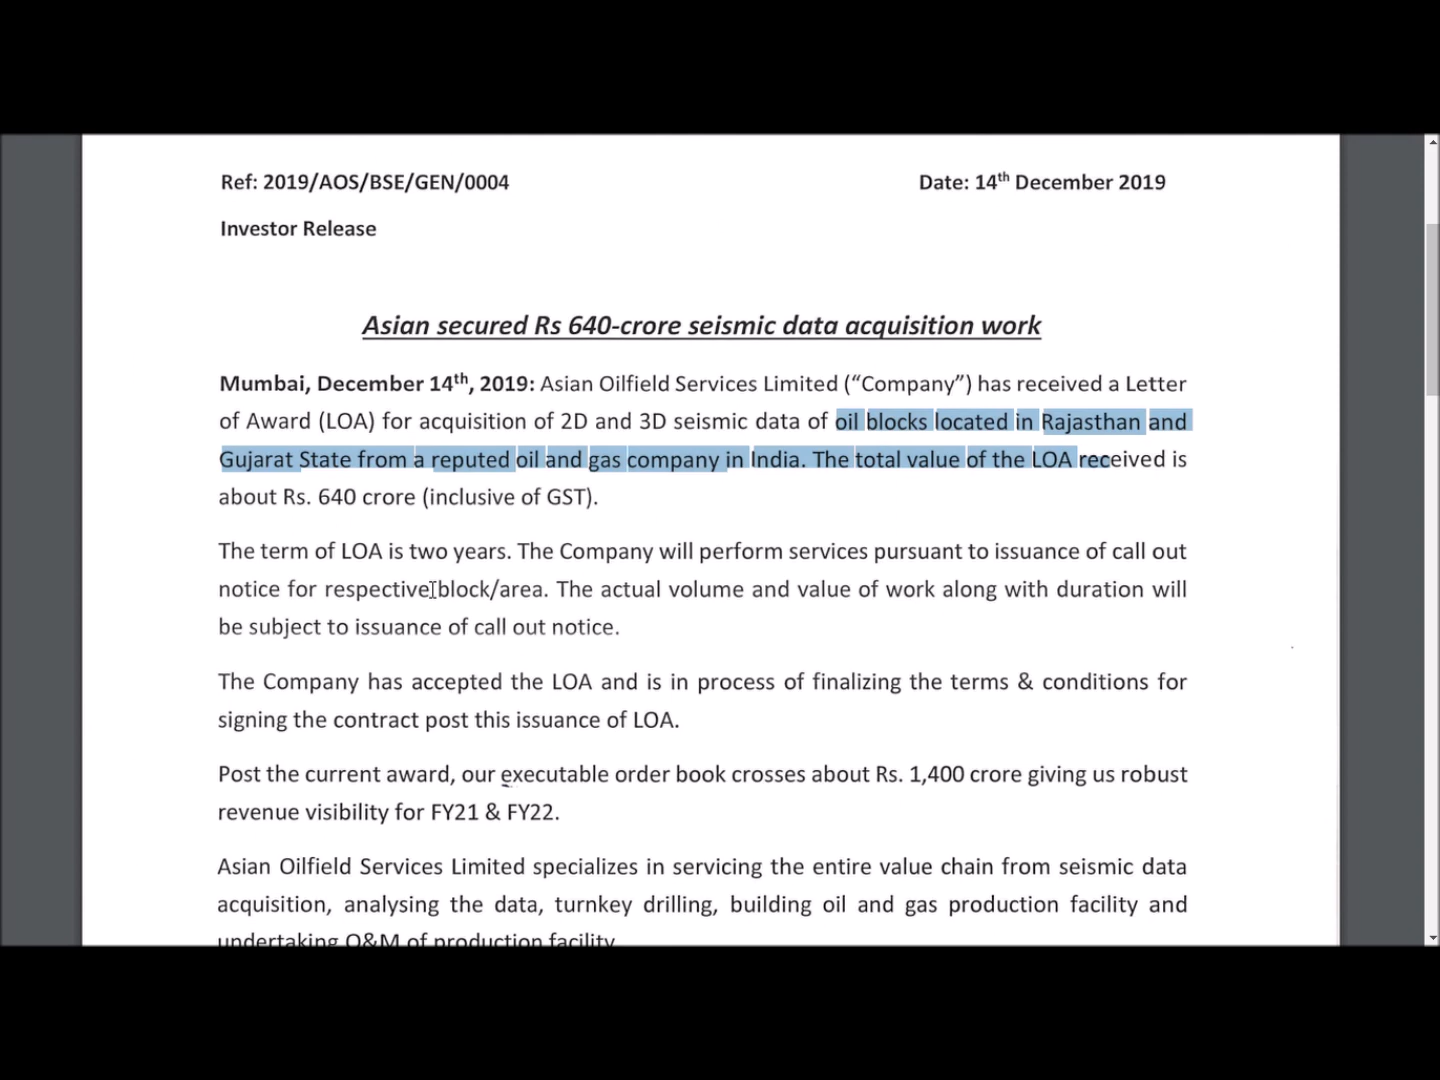 Ref: 2019/AOS/BSE/GEN/0004 Date: 14th December 2019
Investor Release
Asian secured Rs 640-crore seismic data acquisition work
Mumbai, December 14th, 2019: Asian Oilfield Services Limited (“Company”) has received a Letter
of Award (LOA) for acquisition of 2D and 3D seismic data of oil blocks located in Rajasthan and
Gujarat State from a reputed oil and gas company in India. The total value of the LOA received is
about Rs. 640 crore (inclusive of GST).
The term of LOA is two years. The Company will perform services pursuant to issuance of call out
notice for respective block/area. The actual volume and value of work along with duration will
be subject to issuance of call out notice.
The Company has accepted the LOA and is in process of finalizing the terms & conditions for
signing the contract post this issuance of LOA.
Post the current award, our executable order book crosses about Rs. 1,400 crore giving us robust
revenue visibility for FY21 & FY22.
Asian Oilfield Services Limited specializes in servicing the entire value chain from seismic data
acquisition, analysing the data, turnkey drilling, building oil and gas production facility and
undertaking O&M of production facility